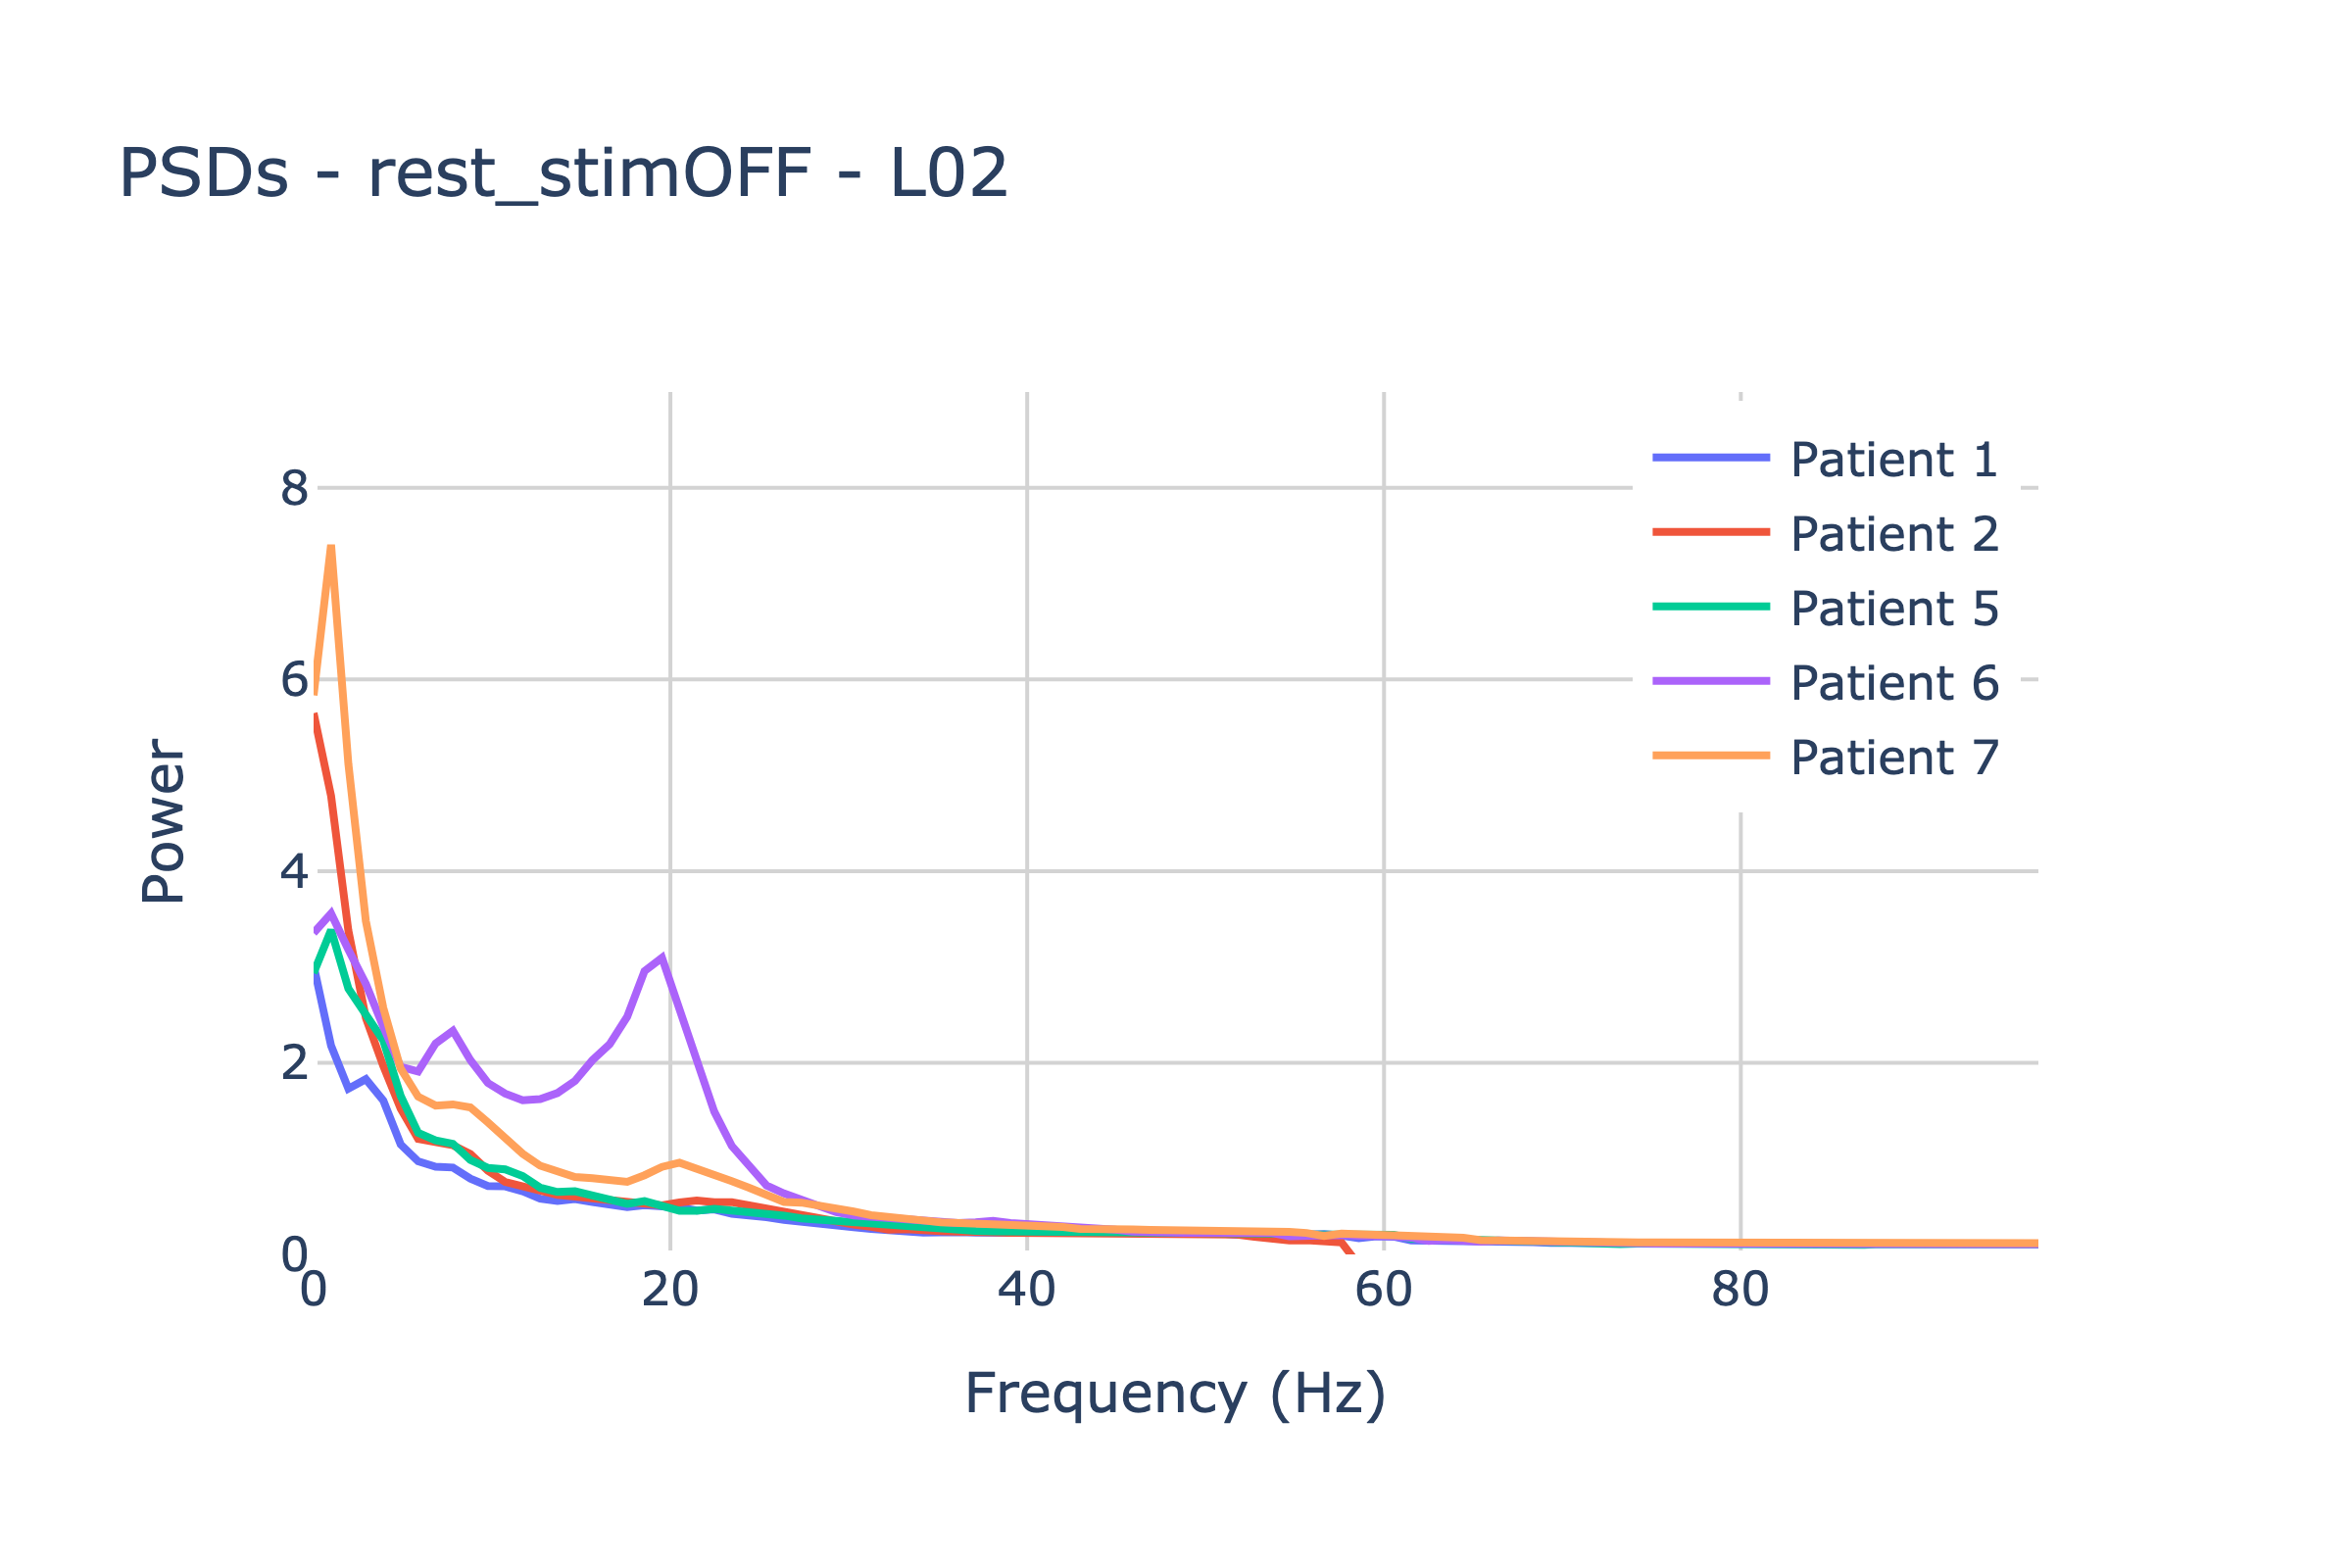 PSDs - rest_stimOFF - L02
8
6
4
2
0
Power
0 20 40 60 80
Frequency (Hz)
Patient 1
Patient 2
Patient 5
Patient 6
Patient 7